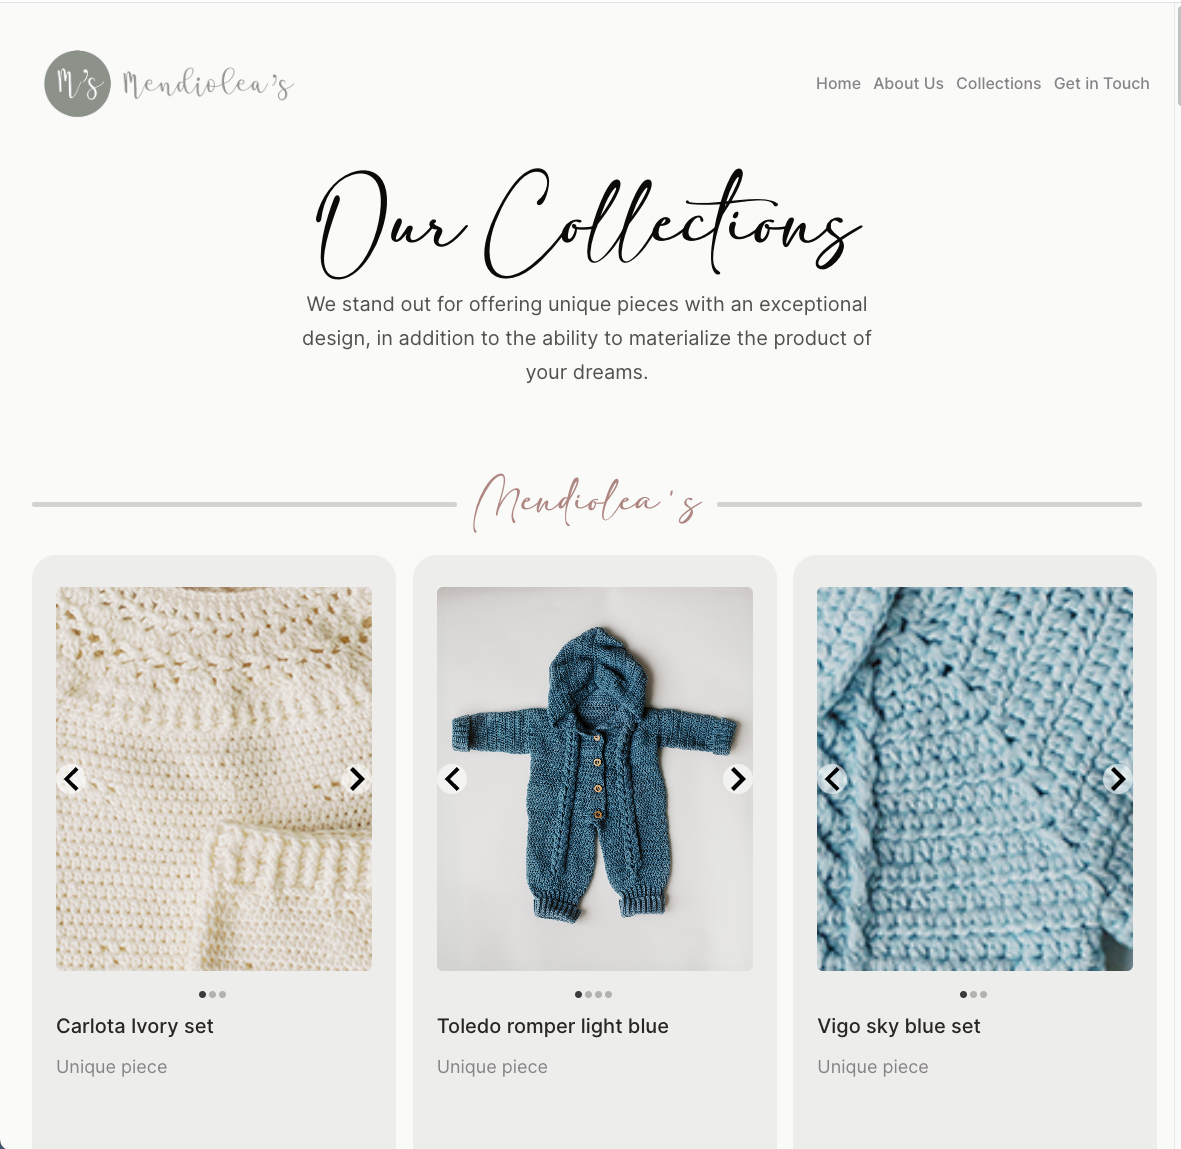 M's Mendiolea's
Home About Us Collections Get in Touch
Our Collections
We stand out for offering unique pieces with an exceptional
design, in addition to the ability to materialize the product of
your dreams.
Mendiolea's
Carlota Ivory set
Unique piece
Toledo romper light blue
Unique piece
Vigo sky blue set
Unique piece